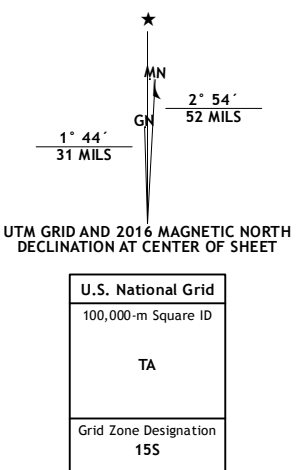 ★
MN
2° 54´
52 MILS
GN
1° 44´
31 MILS
UTM GRID AND 2016 MAGNETIC NORTH
DECLINATION AT CENTER OF SHEET
U.S. National Grid
100,000-m Square ID
TA
Grid Zone Designation
15S